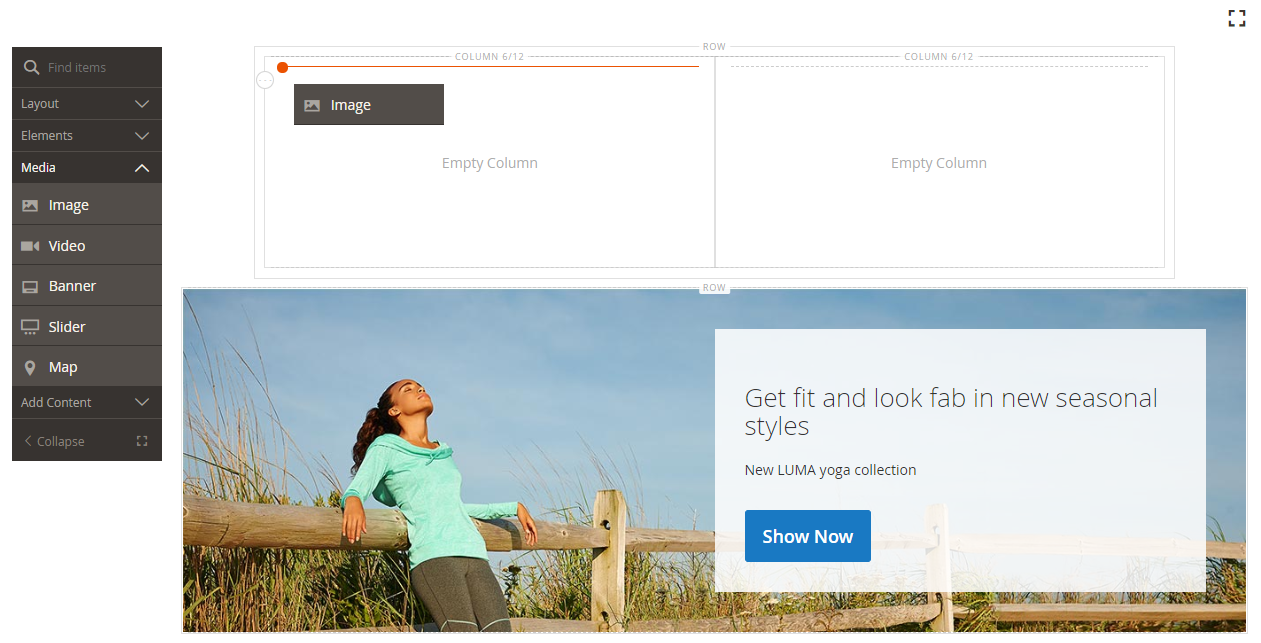 Find items
Layout
Elements
Media
Image
Video
Banner
Slider
Map
Add Content
Collapse
ROW
COLUMN 6/12
COLUMN 6/12
Image
Empty Column
Empty Column
ROW
Get fit and look fab in new seasonal
styles
New LUMA yoga collection
Show Now